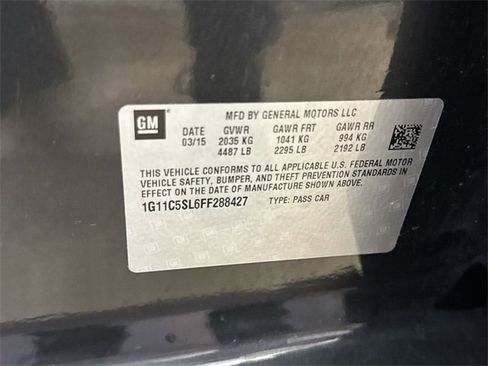 GM
MFD BY GENERAL MOTORS LLC
DATE GVWR GAWR FRT GAWR RR
03/15 2035 KG 1041 KG 994 KG
4487 LB 2295 LB 2192 LB
THIS VEHICLE CONFORMS TO ALL APPLICABLE U.S. FEDERAL MOTOR
VEHICLE SAFETY, BUMPER, AND THEFT PREVENTION STANDARDS IN
EFFECT ON THE DATE OF MANUFACTURE SHOWN ABOVE.
1G11C5SL6FF288427 TYPE: PASS CAR